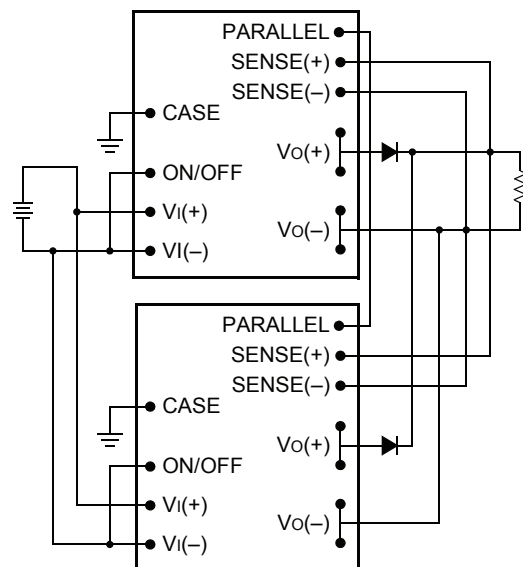 PARALLEL
SENSE(+)
SENSE(–)
CASE
VO(+)
ON/OFF
VI(+)
VO(–)
VI(–)
PARALLEL
SENSE(+)
SENSE(–)
CASE
VO(+)
ON/OFF
VI(+)
VO(–)
VI(–)